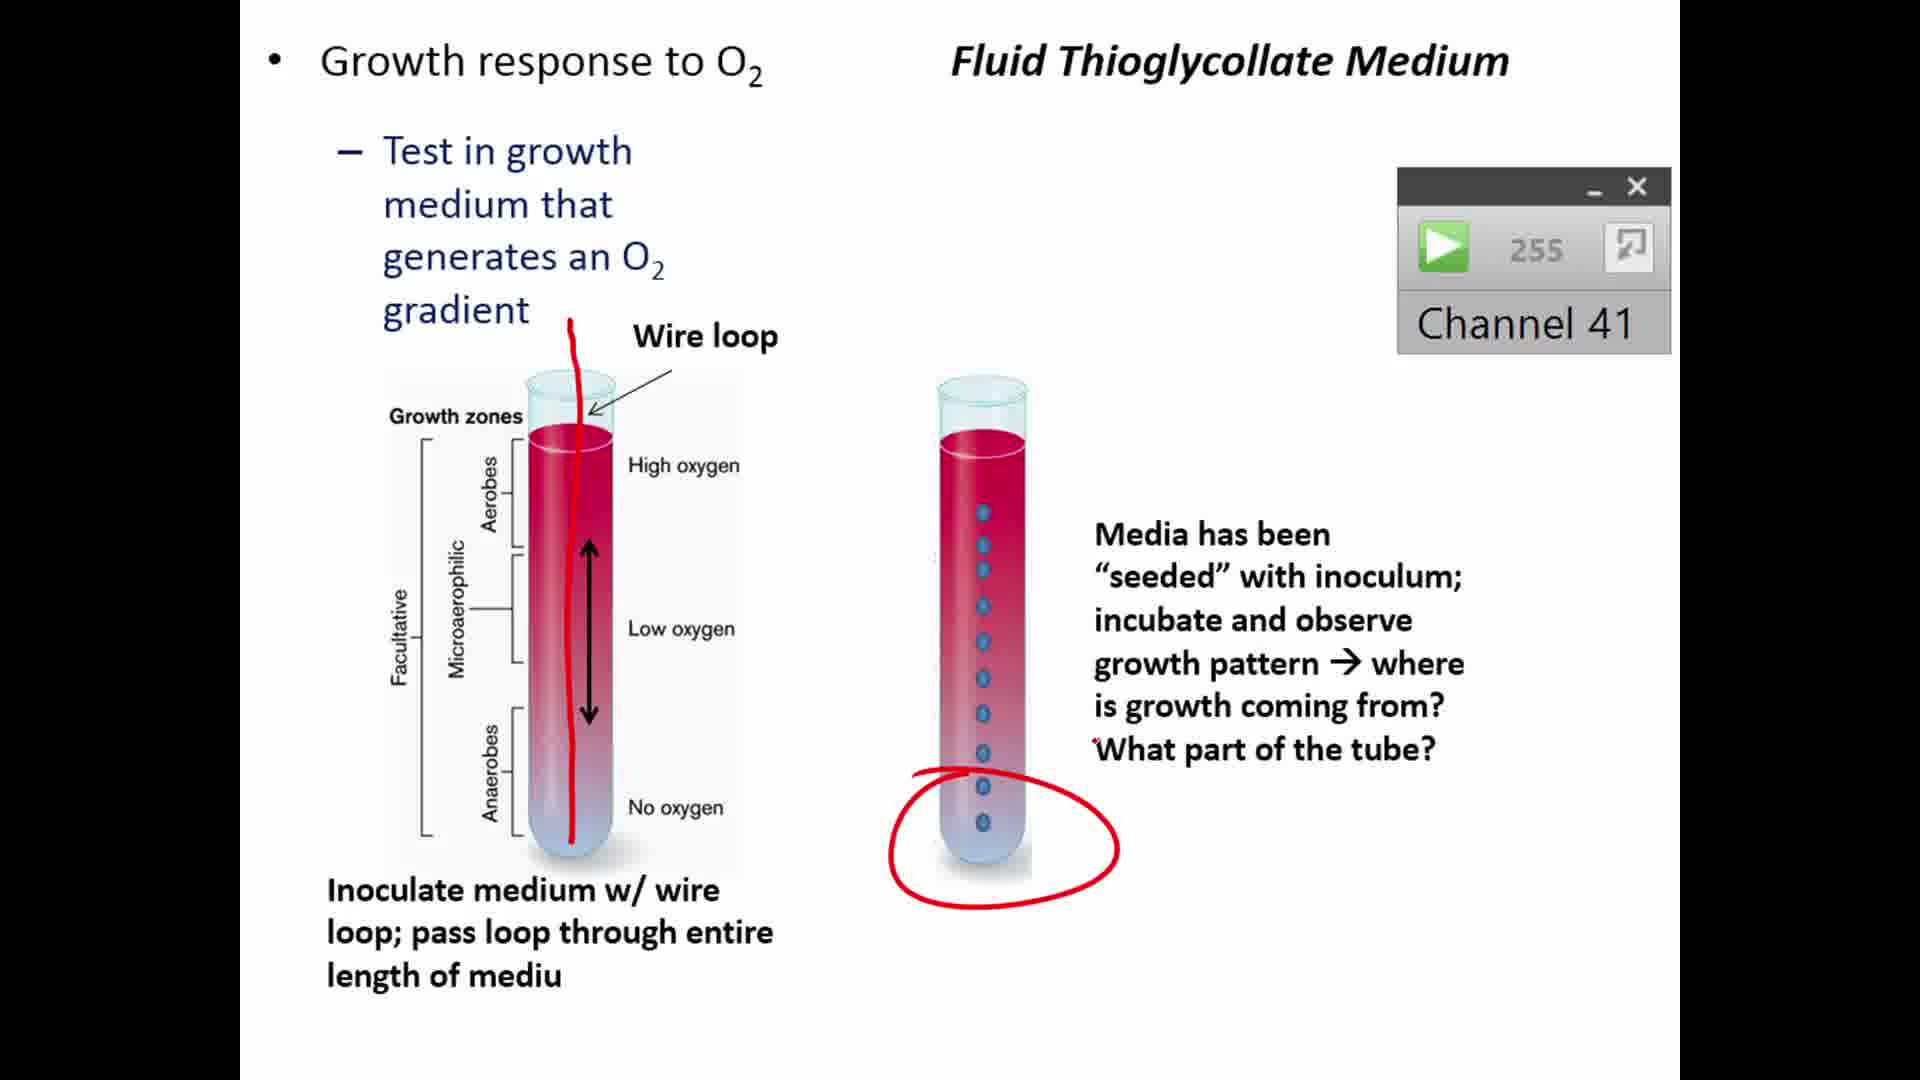 • Growth response to O2
Fluid Thioglycollate Medium
– Test in growth
medium that
generates an O2
gradient
255
Channel 41
Wire loop
Growth zones
Aerobes
Microaerophilic
Facultative
Anaerobes
High oxygen
Low oxygen
No oxygen
Inoculate medium w/ wire
loop; pass loop through entire
length of mediu
Media has been
“seeded” with inoculum;
incubate and observe
growth pattern → where
is growth coming from?
What part of the tube?